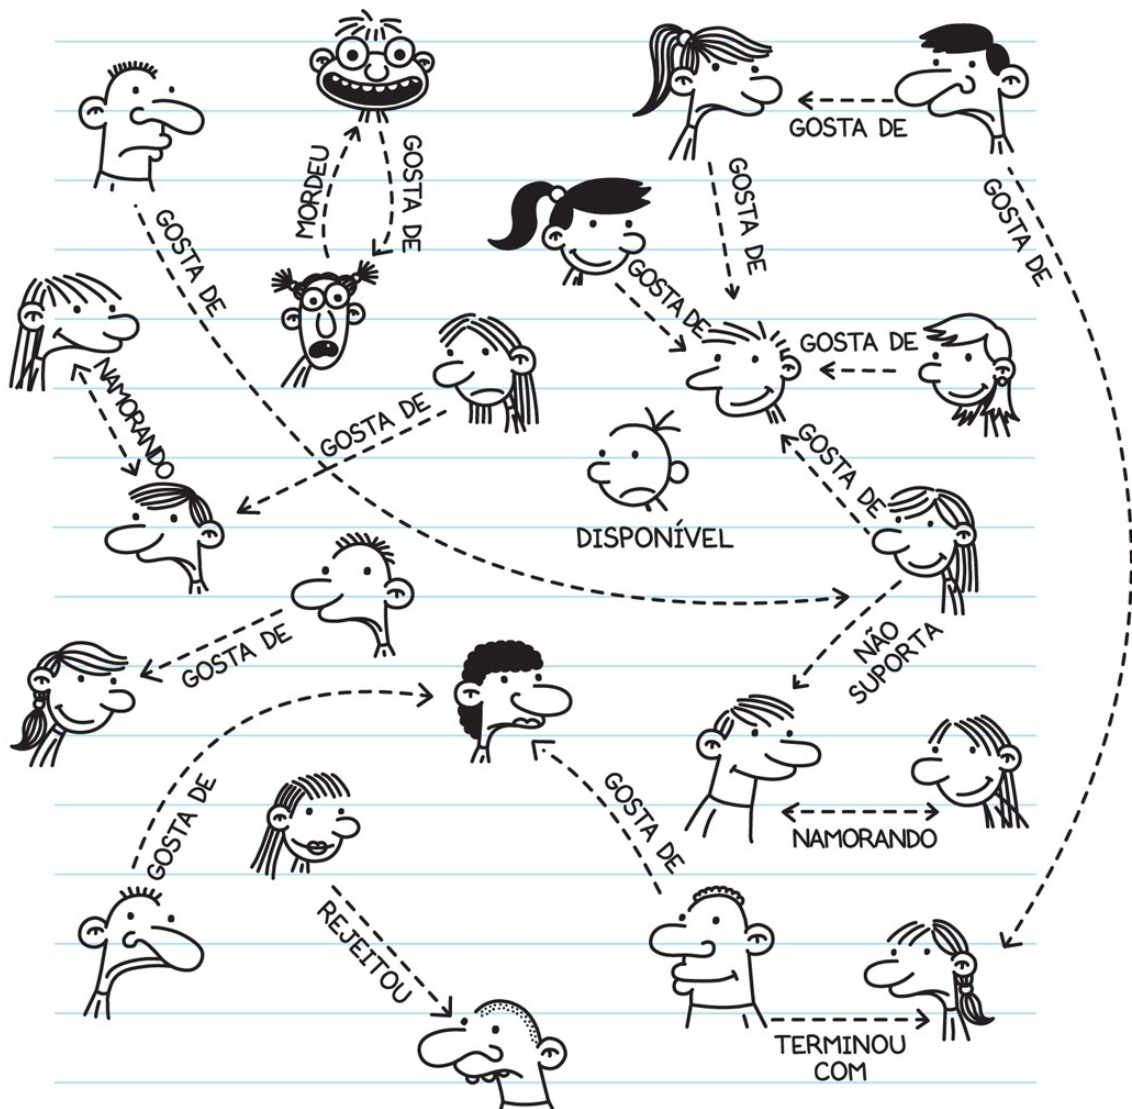 GOSTA DE
MORDEU
GOSTA DE
GOSTA DE
GOSTA DE
GOSTA DE
GOSTA DE
GOSTA DE
NAMORANDO
GOSTA DE
GOSTA DE
DISPONÍVEL
GOSTA DE
NÃO
SUPORTA
GOSTA DE
GOSTA DE
NAMORANDO
REJEITOU
TERMINOU
COM